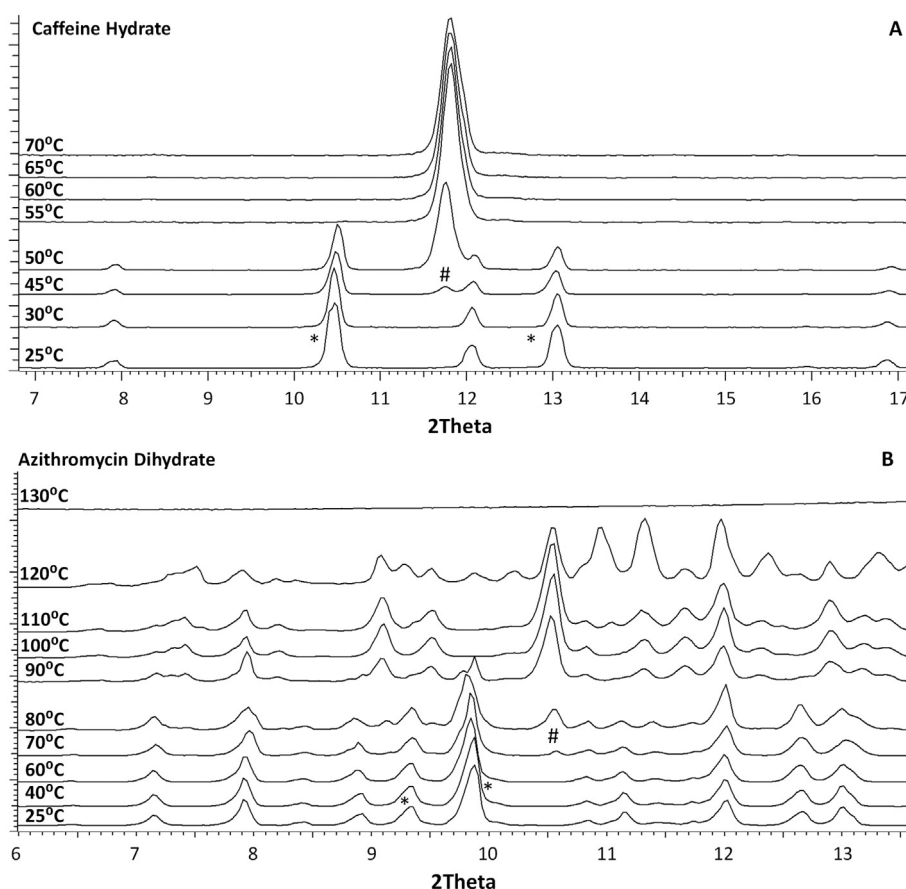 Caffeine Hydrate
A
70°C
65°C
60°C
55°C
50°C
#
45°C
30°C
*
*
25°C
7 8 9 10 11 12 13 14 15 16 17
2Theta
Azithromycin Dihydrate
B
130°C
120°C
110°C
100°C
90°C
80°C
#
70°C
60°C
*
40°C
*
25°C
6 7 8 9 10 11 12 13
2Theta